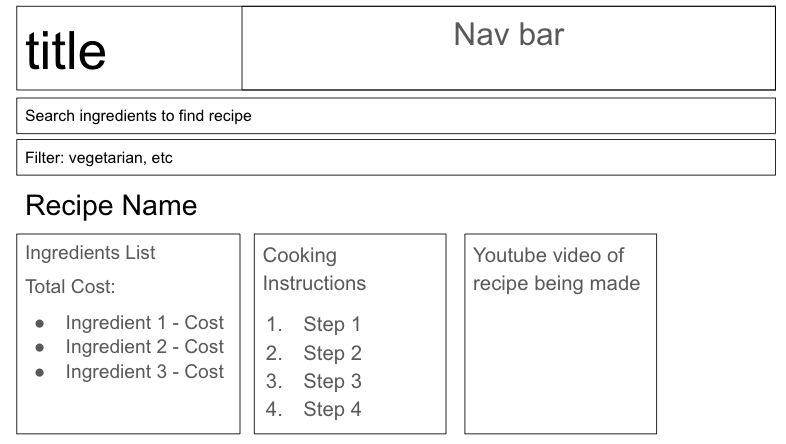 title
Nav bar
Search ingredients to find recipe
Filter: vegetarian, etc
Recipe Name
Ingredients List
Total Cost:
● Ingredient 1 - Cost
● Ingredient 2 - Cost
● Ingredient 3 - Cost
Cooking
Instructions
1. Step 1
2. Step 2
3. Step 3
4. Step 4
Youtube video of
recipe being made